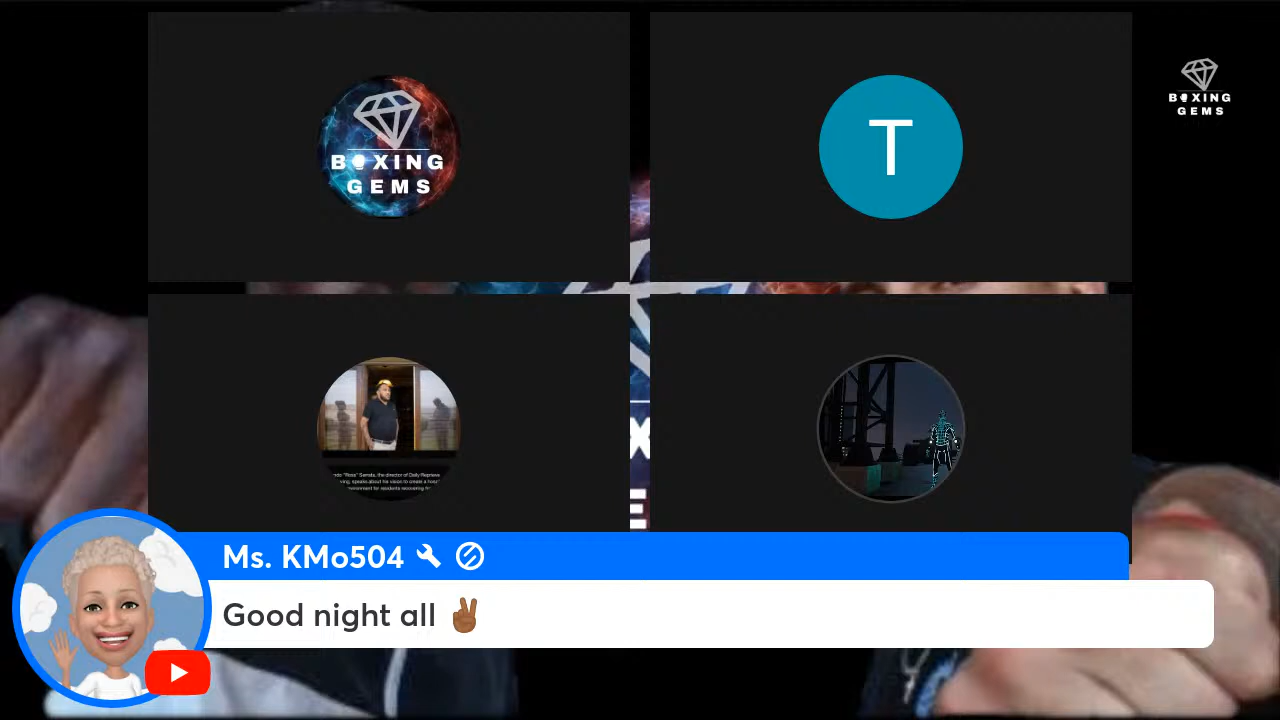 BOXING
GEMS
T
BOXING
GEMS
X
E
Ms. KMo504
Good night all ✌🏾